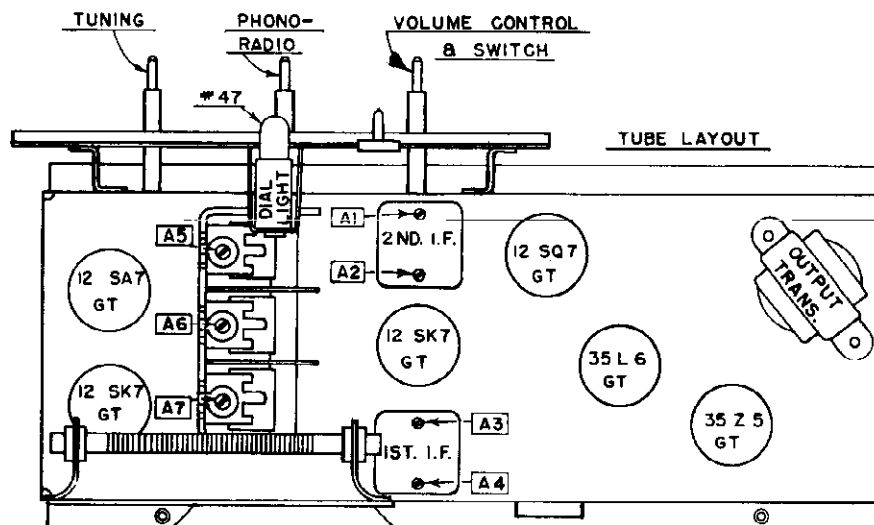 TUNING
PHONO-
RADIO
VOLUME CONTROL
& SWITCH
#47
TUBE LAYOUT
DIAL
LIGHT
A1
2ND. I.F.
A2
A5
12 SA7
GT
A6
12 SK7
GT
A7
12 SQ7
GT
OUTPUT
TRANS.
12 SK7
GT
35 L 6
GT
35 Z 5
GT
A3
1ST. I.F.
A4